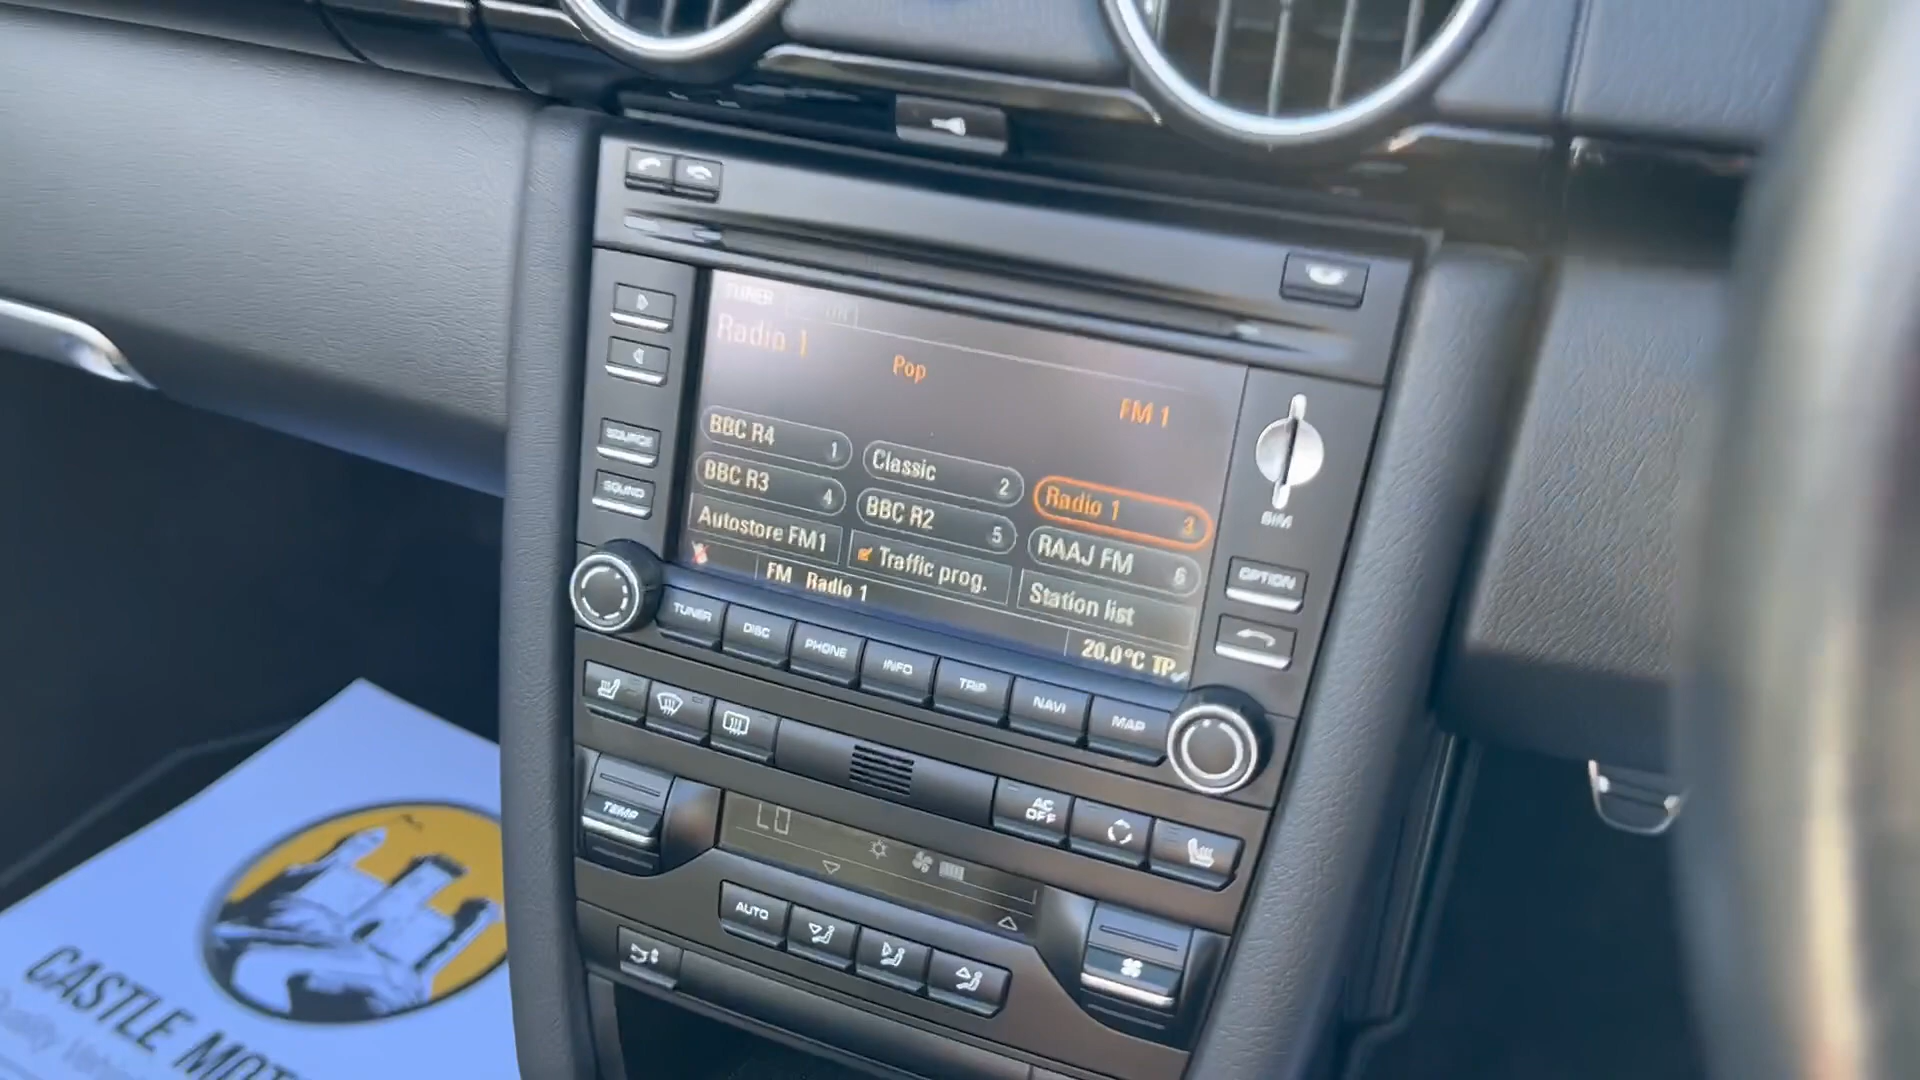 TUNER
Radio 1
Pop
FM 1
BBC R4 1
Classic 2
Radio 1 3
BBC R3 4
BBC R2 5
RAAJ FM 6
Autostore FM1
Traffic prog.
Station list
FM Radio 1
20.0°C TP
SOURCE
SOUND
SIM
OPTION
TUNER
DISC
PHONE
INFO
TRIP
NAVI
MAP
TEMP
LO
AC
OFF
AUTO
CASTLE